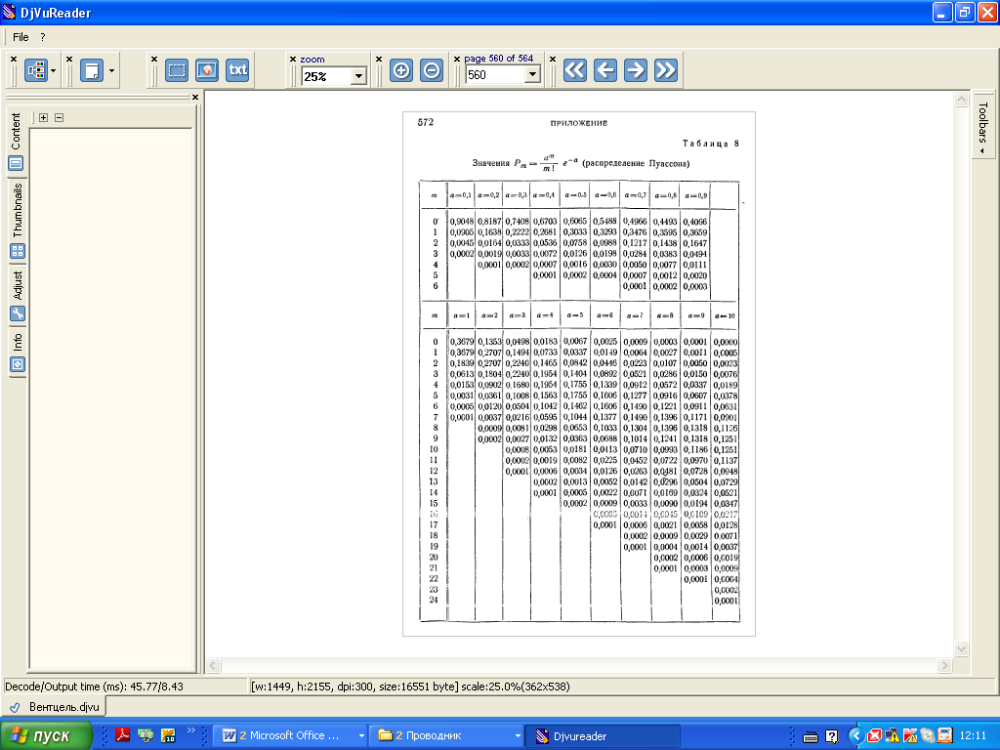 DjVuReader
File ?
zoom
page 560 of 564
txt
25%
560
Content
Thumbnails
Adjust
Info
Toolbars
572 ПРИЛОЖЕНИЕ
Таблица 8
Значения Pm = a^m/m! e^−a (распределение Пуассона)
m a=0,1 a=0,2 a=0,3 a=0,4 a=0,5 a=0,6 a=0,7 a=0,8 a=0,9
0 0,9048 0,8187 0,7408 0,6703 0,6065 0,5488 0,4966 0,4493 0,4066
1 0,0905 0,1638 0,2222 0,2681 0,3033 0,3293 0,3476 0,3595 0,3659
2 0,0045 0,0164 0,0333 0,0536 0,0758 0,0988 0,1217 0,1438 0,1647
3 0,0002 0,0019 0,0033 0,0072 0,0126 0,0198 0,0284 0,0383 0,0494
4 0,0001 0,0002 0,0007 0,0016 0,0030 0,0050 0,0077 0,0111
5 0,0001 0,0002 0,0004 0,0007 0,0012 0,0020
6 0,0001 0,0002 0,0003
m a=1 a=2 a=3 a=4 a=5 a=6 a=7 a=8 a=9 a=10
0 0,3679 0,1353 0,0498 0,0183 0,0067 0,0025 0,0009 0,0003 0,0001 0,0000
1 0,3679 0,2707 0,1494 0,0733 0,0337 0,0149 0,0064 0,0027 0,0011 0,0005
2 0,1839 0,2707 0,2240 0,1465 0,0842 0,0446 0,0223 0,0107 0,0050 0,0023
3 0,0613 0,1804 0,2240 0,1954 0,1404 0,0892 0,0521 0,0286 0,0150 0,0076
4 0,0153 0,0902 0,1680 0,1954 0,1755 0,1339 0,0912 0,0572 0,0337 0,0189
5 0,0031 0,0361 0,1008 0,1563 0,1755 0,1606 0,1277 0,0916 0,0607 0,0378
6 0,0005 0,0120 0,0504 0,1042 0,1462 0,1606 0,1490 0,1221 0,0911 0,0631
7 0,0001 0,0037 0,0216 0,0595 0,1044 0,1377 0,1490 0,1396 0,1171 0,0901
8 0,0009 0,0081 0,0298 0,0653 0,1033 0,1304 0,1396 0,1318 0,1126
9 0,0002 0,0027 0,0132 0,0363 0,0688 0,1014 0,1241 0,1318 0,1251
10 0,0008 0,0053 0,0181 0,0413 0,0710 0,0993 0,1186 0,1251
11 0,0002 0,0019 0,0082 0,0225 0,0452 0,0722 0,0970 0,1137
12 0,0001 0,0006 0,0034 0,0126 0,0263 0,0481 0,0728 0,0948
13 0,0002 0,0013 0,0052 0,0142 0,0296 0,0504 0,0729
14 0,0001 0,0005 0,0022 0,0071 0,0169 0,0324 0,0521
15 0,0002 0,0009 0,0033 0,0090 0,0194 0,0347
16 0,0003 0,0014 0,0045 0,0109 0,0217
17 0,0001 0,0006 0,0021 0,0058 0,0128
18 0,0002 0,0009 0,0029 0,0071
19 0,0001 0,0004 0,0014 0,0037
20 0,0002 0,0006 0,0019
21 0,0001 0,0003 0,0009
22 0,0001 0,0004
23 0,0002
24 0,0001
Decode/Output time (ms): 45.77/8.43 [w:1449, h:2155, dpi:300, size:16551 byte] scale:25.0%(362x538)
Вентцель.djvu
пуск 2 Microsoft Office ... 2 Проводник Djvureader 12:11